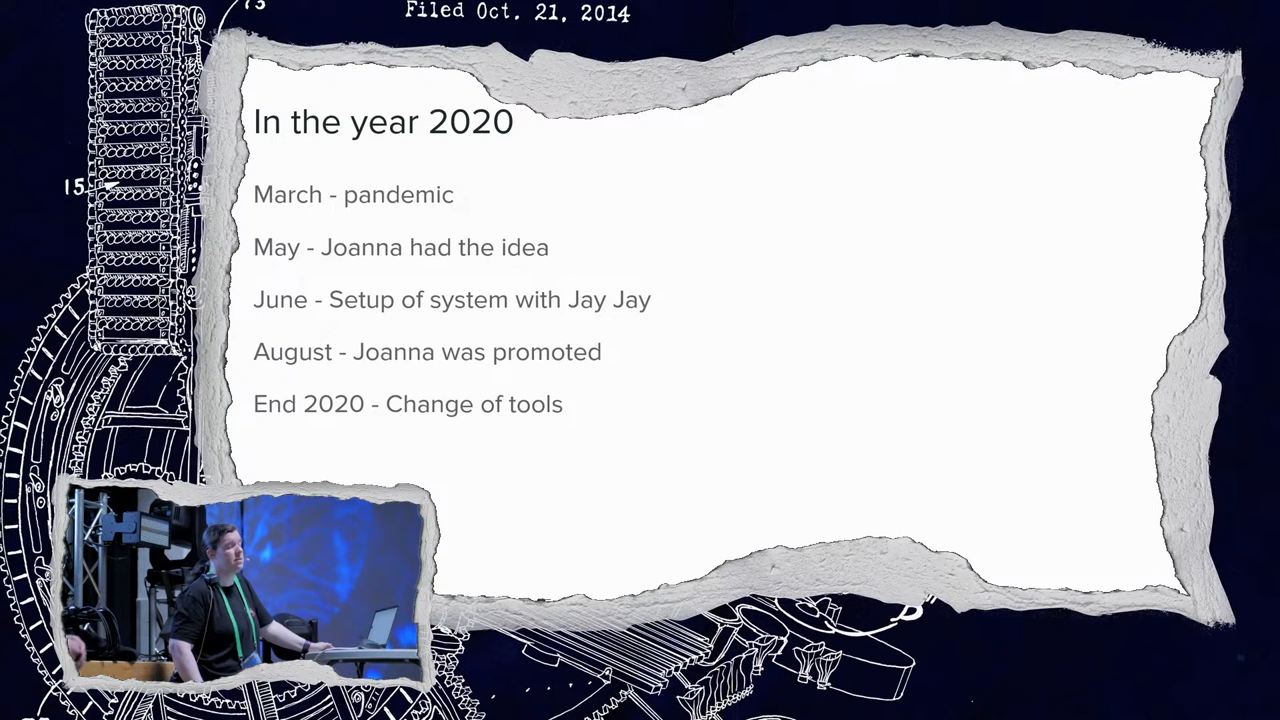 73
Filed Oct. 21, 2014
15
In the year 2020
March - pandemic
May - Joanna had the idea
June - Setup of system with Jay Jay
August - Joanna was promoted
End 2020 - Change of tools